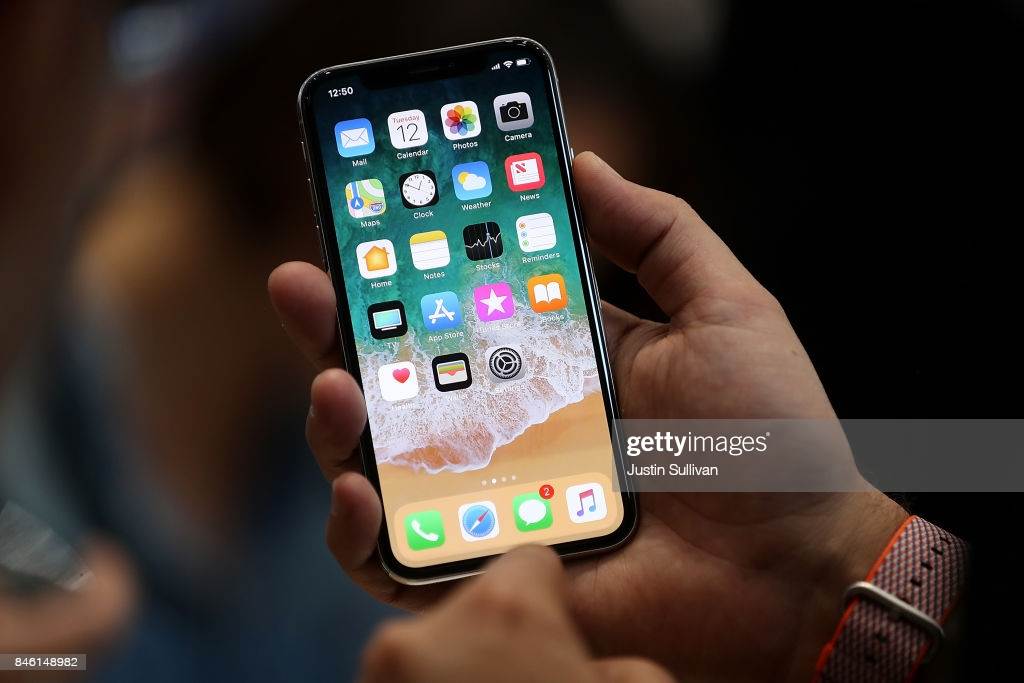 12:50
Tuesday
12
Mail
Calendar
Photos
Camera
Maps
Clock
Weather
News
Home
Notes
Stocks
Reminders
TV
App Store
iTunes Store
iBooks
Health
Wallet
Settings
2
gettyimages®
Justin Sullivan
846148982